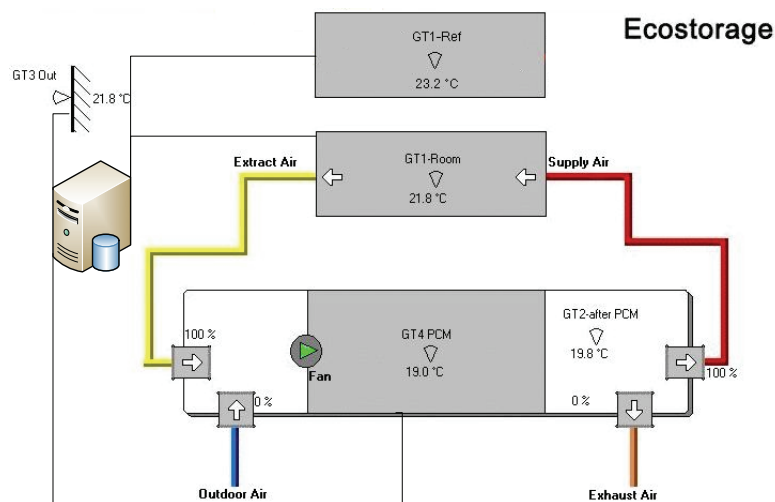 Ecostorage
GT1-Ref
23.2 °C
GT3 Out
21.8 °C
Extract Air
GT1-Room
21.8 °C
Supply Air
100 %
GT4 PCM
19.0 °C
GT2-after PCM
19.8 °C
Fan
100 %
0 %
0 %
Outdoor Air
Exhaust Air